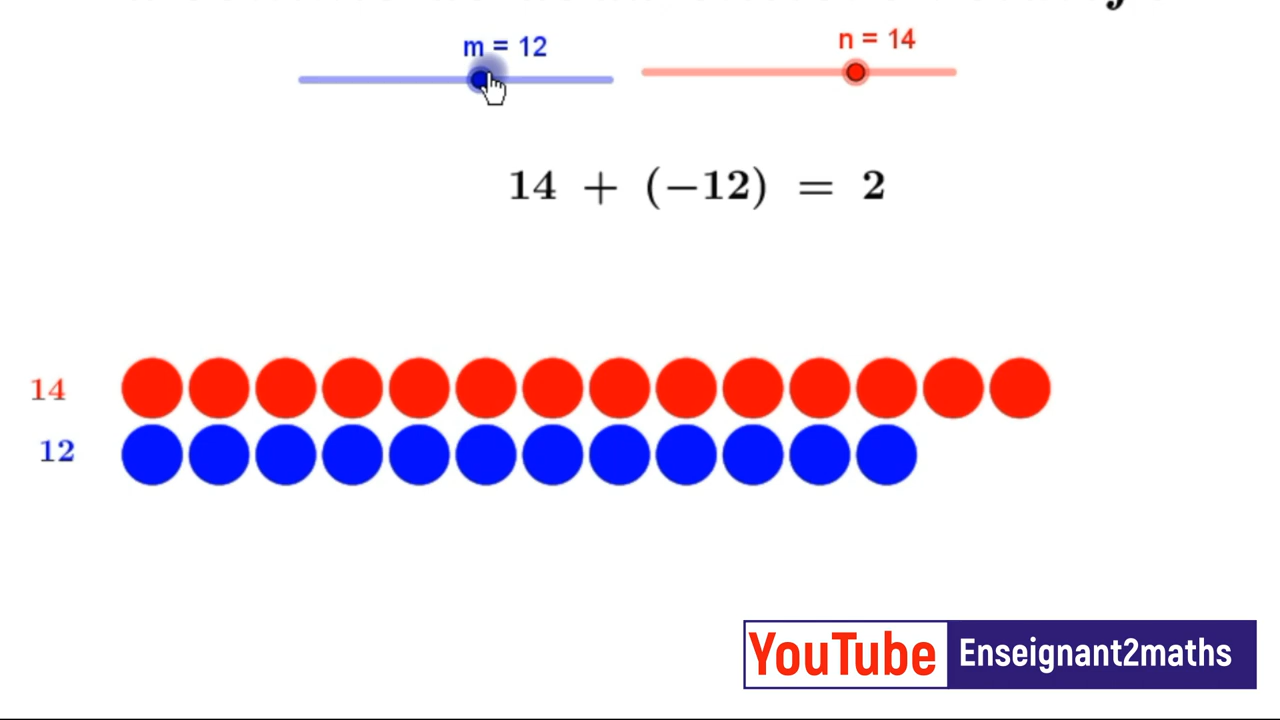 m = 12
n = 14
14 + (−12) = 2
14
12
YouTube Enseignant2maths